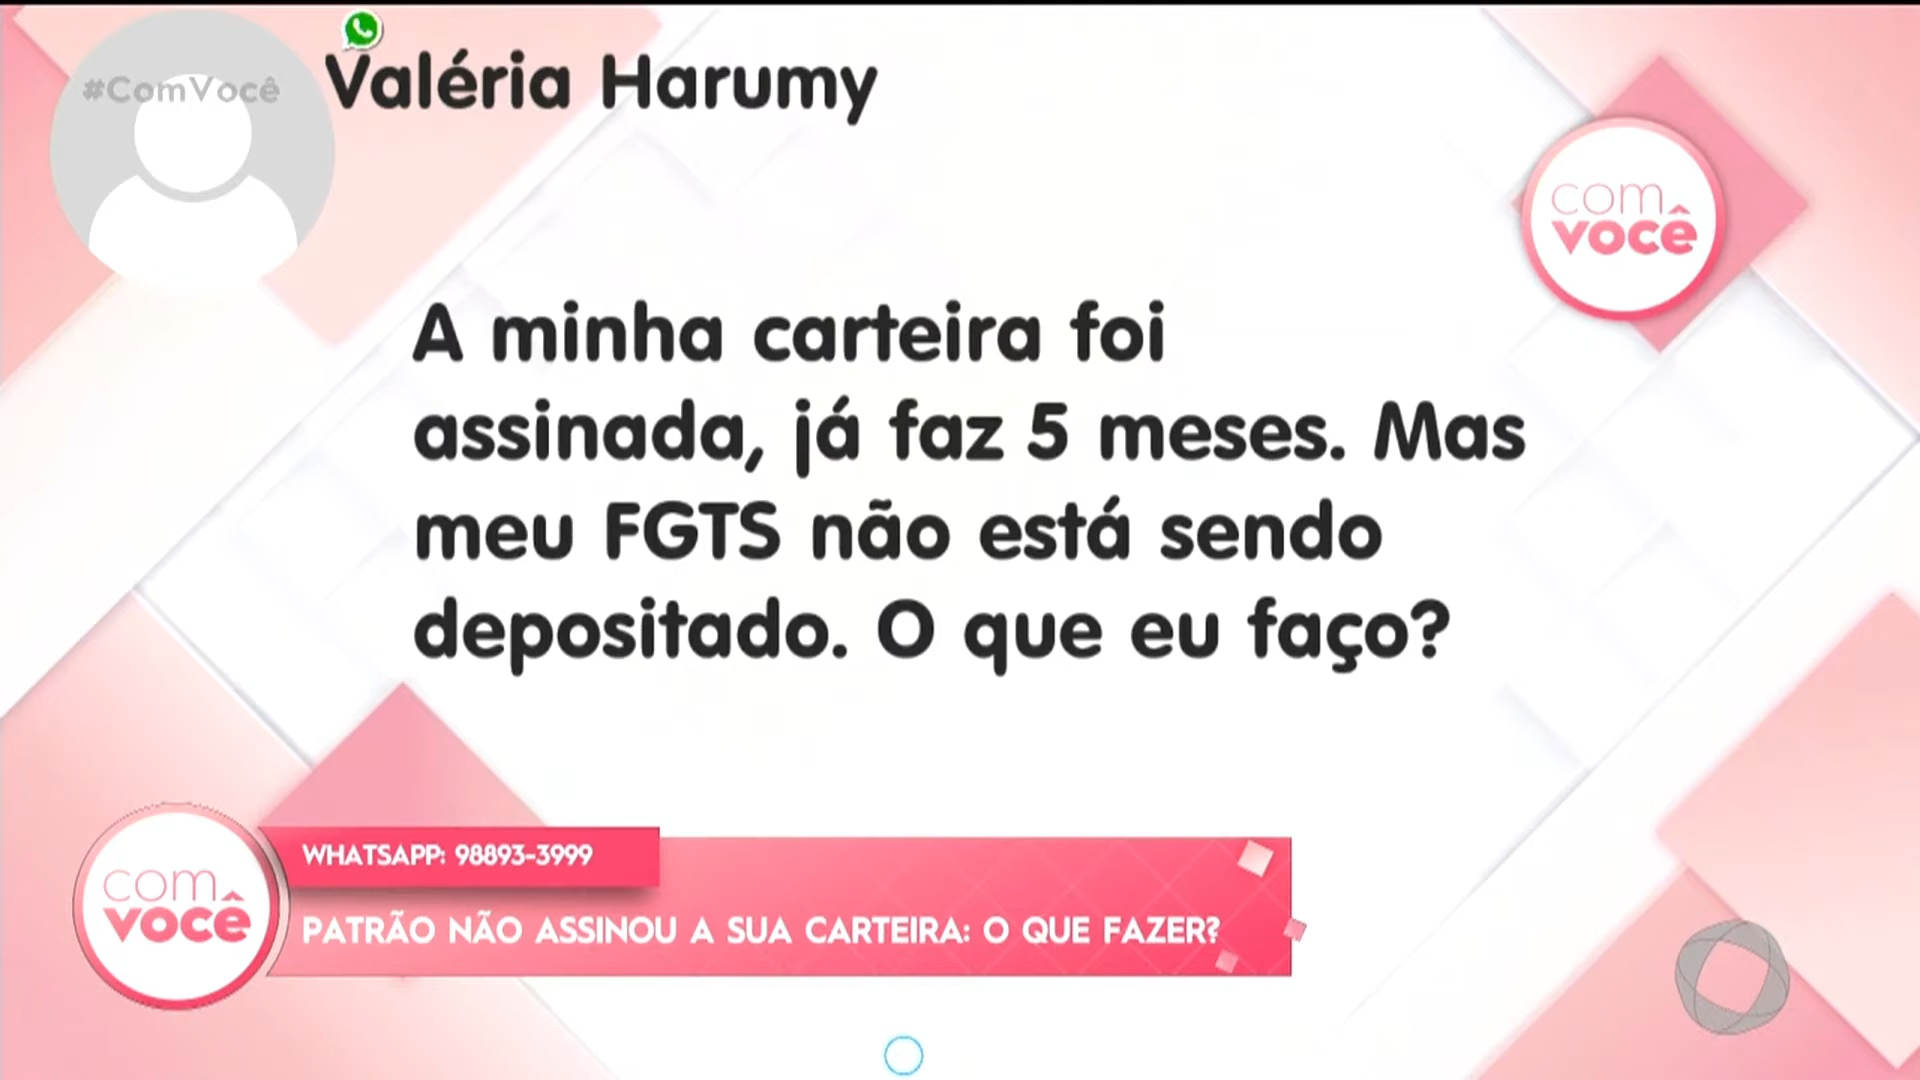 #ComVocê
Valéria Harumy
com
você
A minha carteira foi
assinada, já faz 5 meses. Mas
meu FGTS não está sendo
depositado. O que eu faço?
WHATSAPP: 98893-3999
com
você
PATRÃO NÃO ASSINOU A SUA CARTEIRA: O QUE FAZER?